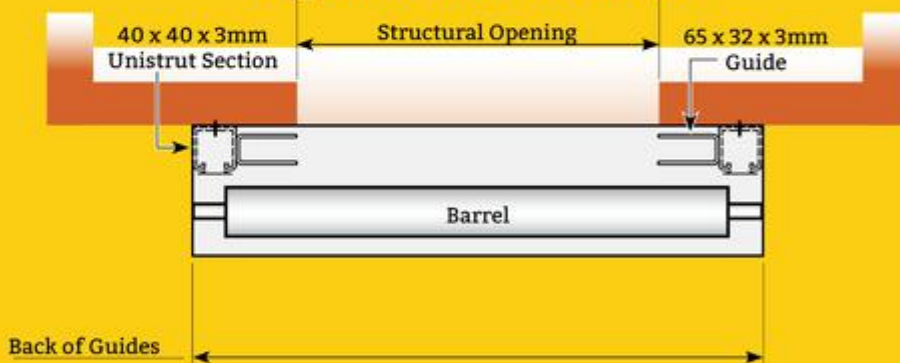 40 x 40 x 3mm
Unistrut Section
Structural Opening
65 x 32 x 3mm
Guide
Barrel
Back of Guides